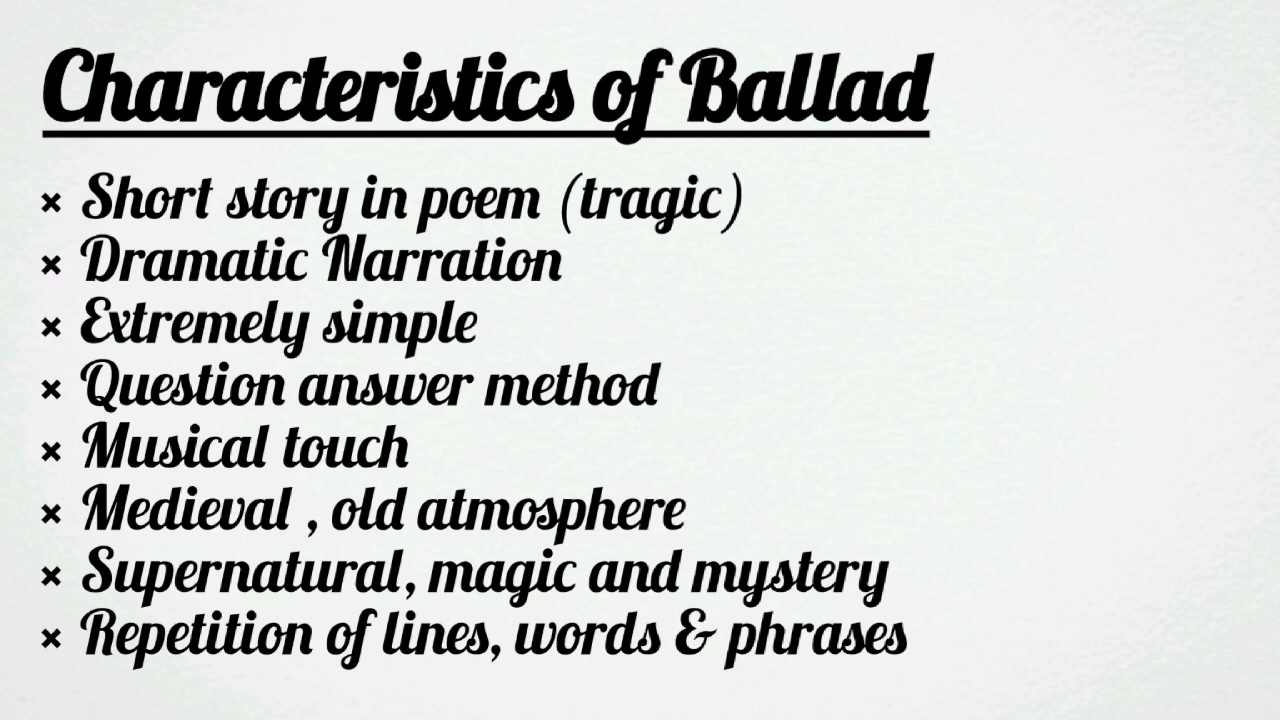 Characteristics of Ballad
× Short story in poem (tragic)
× Dramatic Narration
× Extremely simple
× Question answer method
× Musical touch
× Medieval , old atmosphere
× Supernatural, magic and mystery
× Repetition of lines, words & phrases